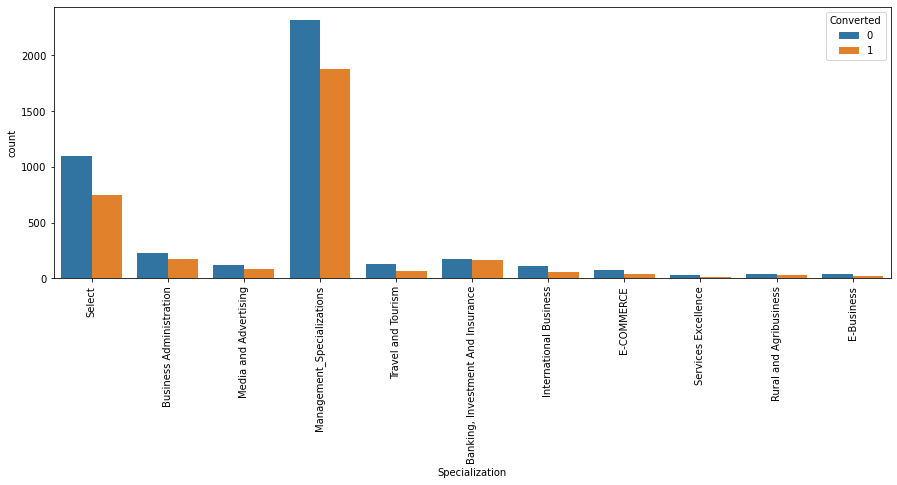 Converted
0
1
2000
1500
1000
500
0
count
Select
Business Administration
Media and Advertising
Management_Specializations
Travel and Tourism
Banking, Investment And Insurance
International Business
E-COMMERCE
Services Excellence
Rural and Agribusiness
E-Business
Specialization